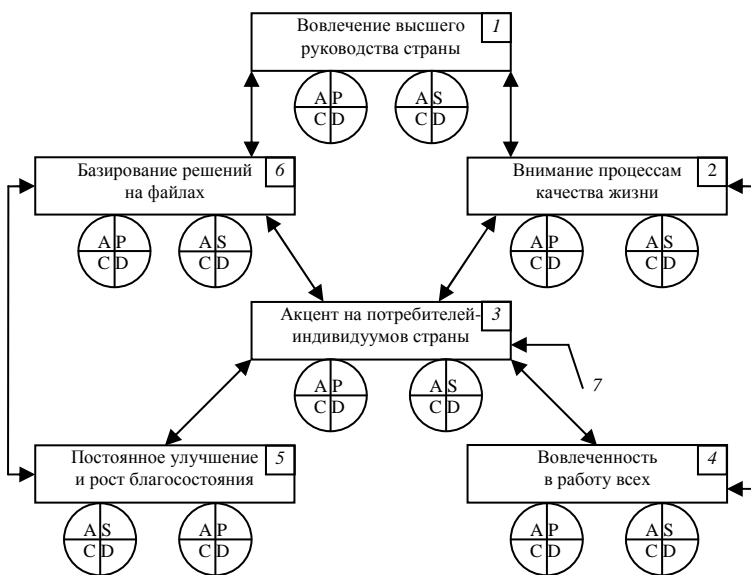 Вовлечение высшего
руководства страны
1
A P
C D
A S
C D
Базирование решений
на файлах
6
A P
C D
A S
C D
Внимание процессам
качества жизни
2
A P
C D
A S
C D
Акцент на потребителей-
индивидуумов страны
3
A P
C D
A S
C D
7
Постоянное улучшение
и рост благосостояния
5
A S
C D
A P
C D
Вовлеченность
в работу всех
4
A P
C D
A S
C D